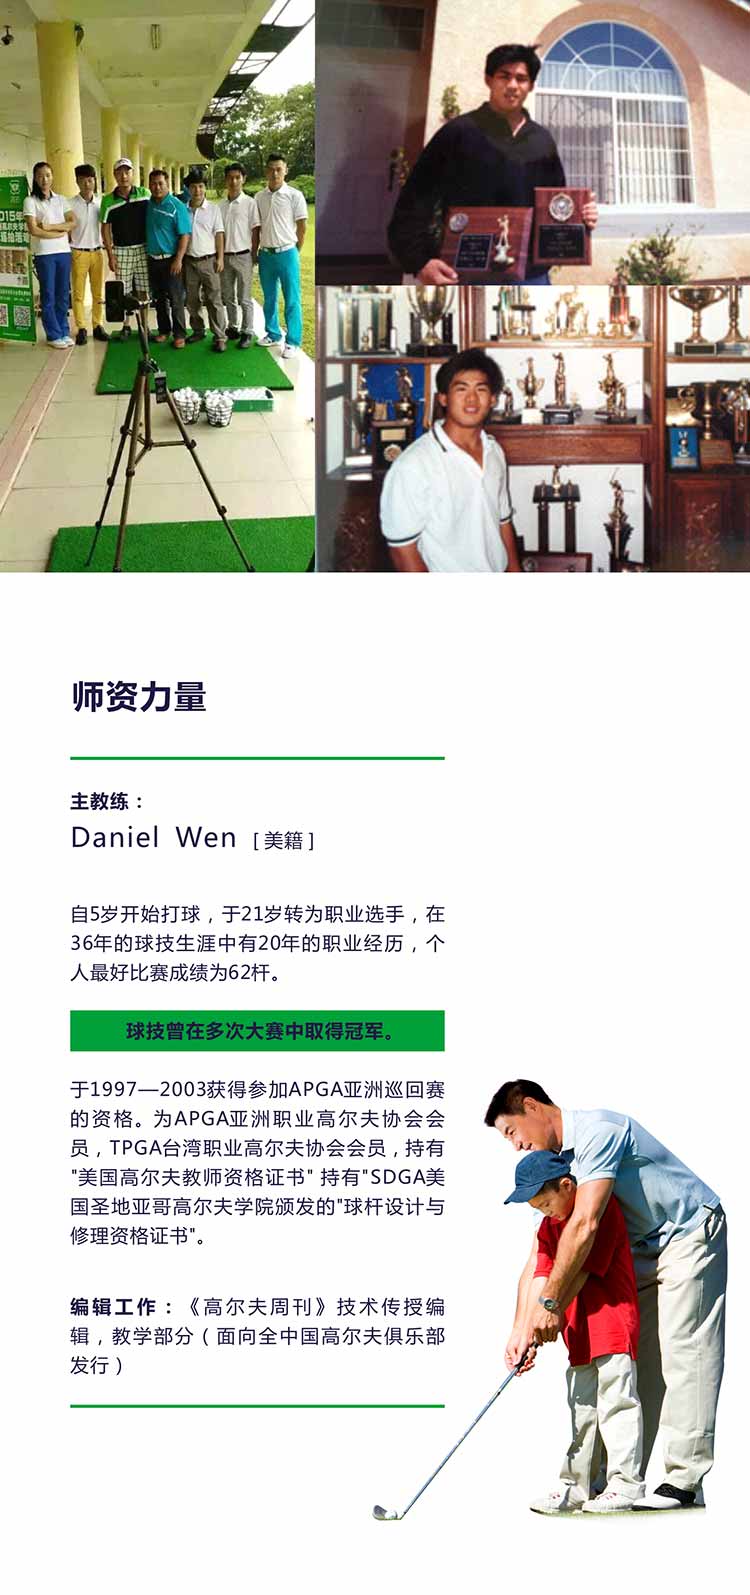 015年
师资力量
主教练：
Daniel Wen [ 美籍 ]
自5岁开始打球，于21岁转为职业选手，在
36年的球技生涯中有20年的职业经历，个
人最好比赛成绩为62杆。
球技曾在多次大赛中取得冠军。
于1997—2003获得参加APGA亚洲巡回赛
的资格。为APGA亚洲职业高尔夫协会会
员，TPGA台湾职业高尔夫协会会员，持有
"美国高尔夫教师资格证书" 持有"SDGA美
国圣地亚哥高尔夫学院颁发的"球杆设计与
修理资格证书"。
编辑工作：《高尔夫周刊》技术传授编
辑，教学部分（面向全中国高尔夫俱乐部
发行）